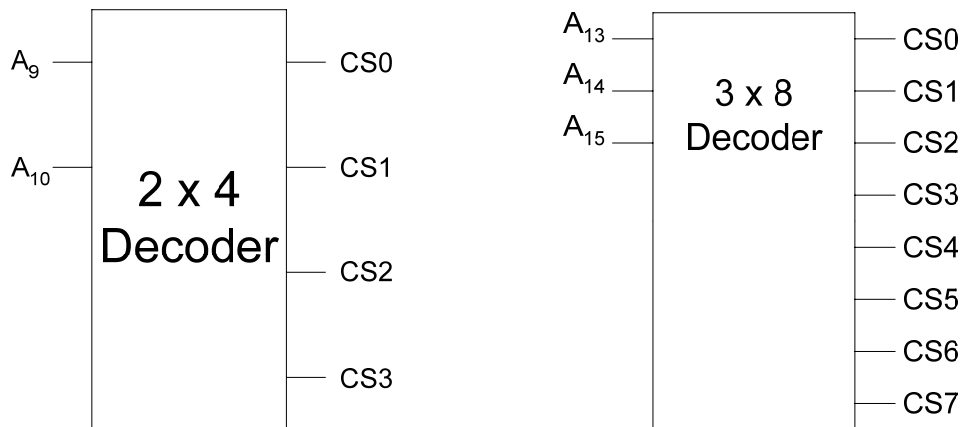 A9
A10
2 x 4
Decoder
CS0
CS1
CS2
CS3
A13
A14
A15
3 x 8
Decoder
CS0
CS1
CS2
CS3
CS4
CS5
CS6
CS7